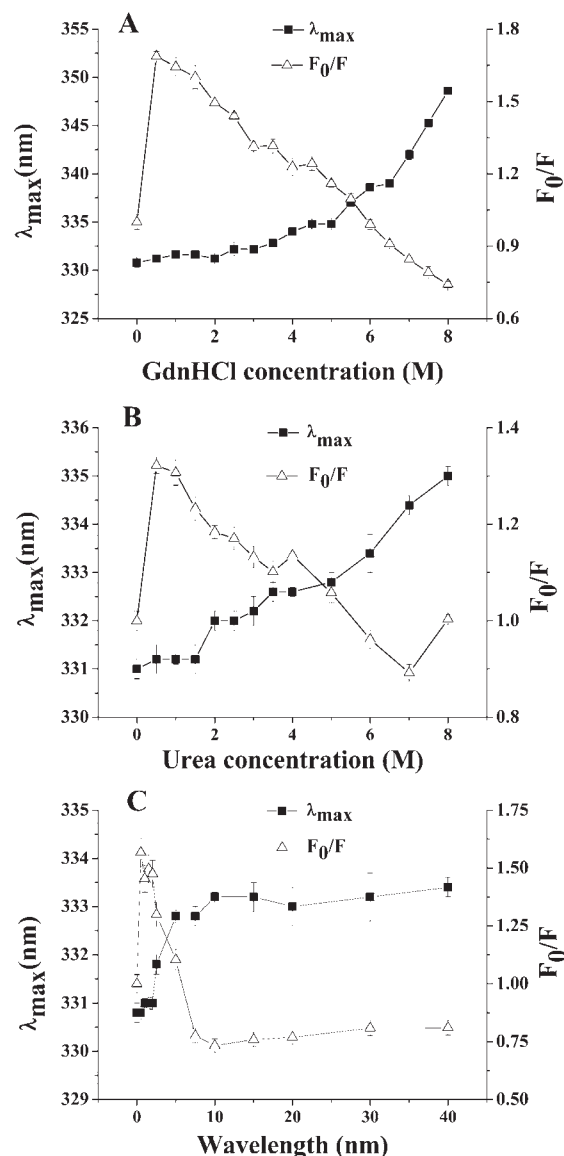 A
λmax
F0/F
355
350
345
340
335
330
325
λmax(nm)
1.8
1.5
1.2
0.9
0.6
F0/F
0 2 4 6 8
GdnHCl concentration (M)
B
λmax
F0/F
336
335
334
333
332
331
330
λmax(nm)
1.4
1.2
1.0
0.8
F0/F
0 2 4 6 8
Urea concentration (M)
C
λmax
F0/F
335
334
333
332
331
330
329
λmax(nm)
1.75
1.50
1.25
1.00
0.75
0.50
F0/F
0 10 20 30 40
Wavelength (nm)